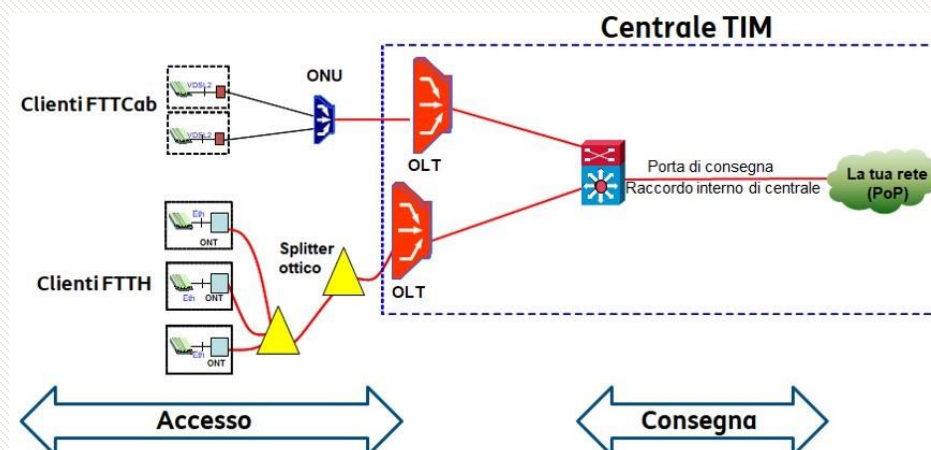 Centrale TIM
Clienti FTTCab
VDSL2
VDSL2
ONU
OLT
Porta di consegna
Raccordo interno di centrale
La tua rete
(PoP)
Clienti FTTH
Eth
ONT
Eth
ONT
Eth
ONT
Splitter
ottico
OLT
Accesso
Consegna